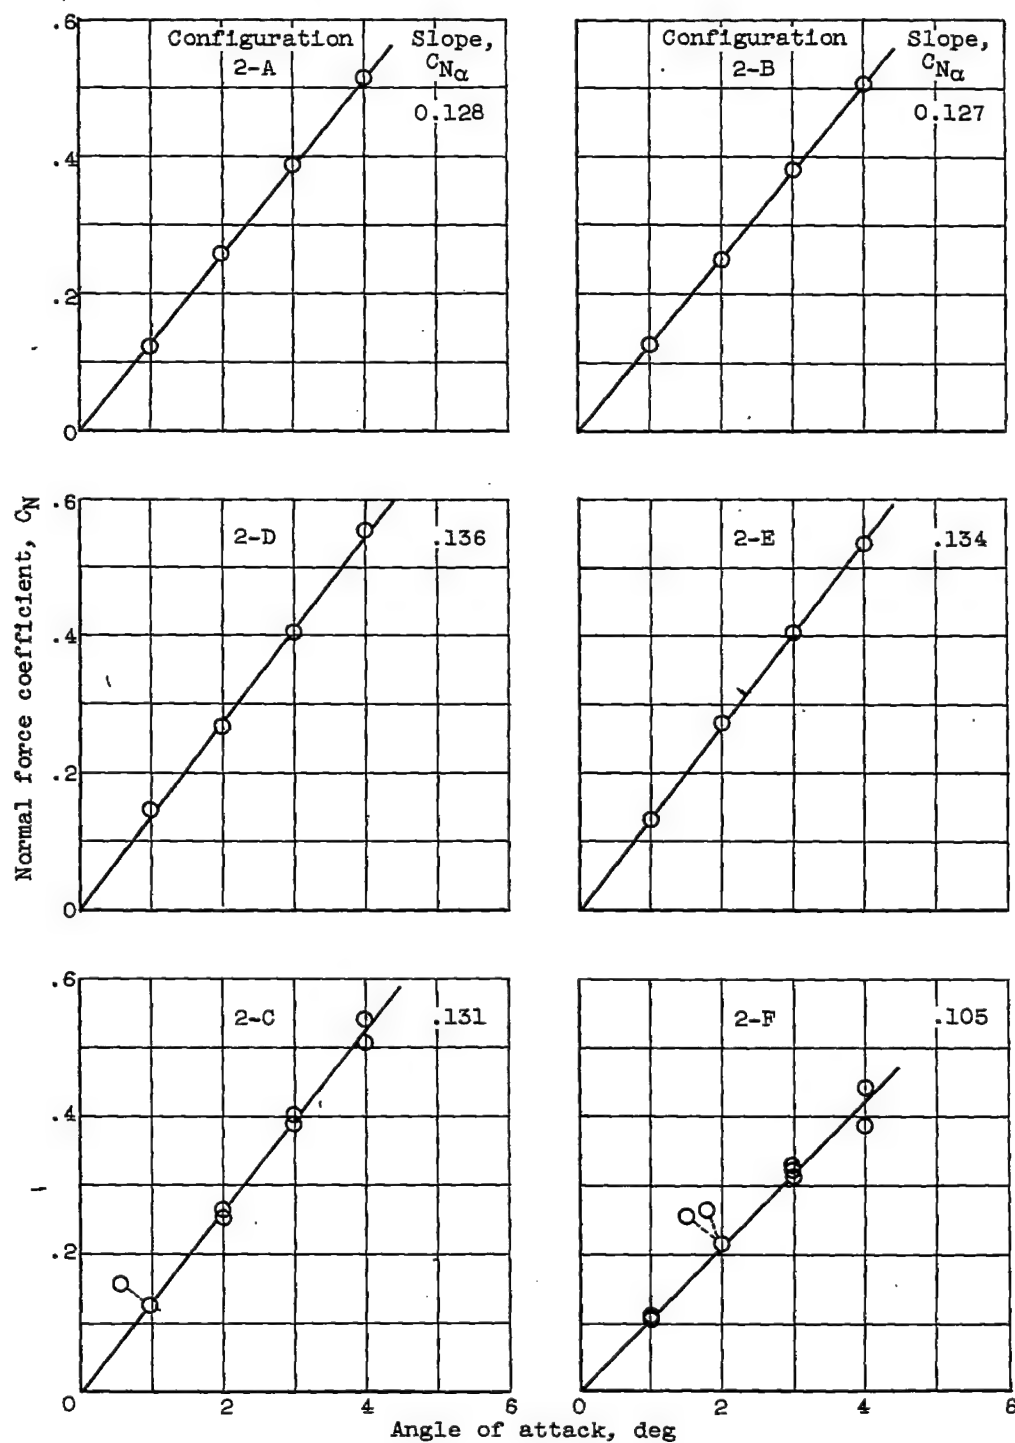 Configuration Slope,
2-A CNα
0.128
.6
.4
.2
0
Configuration Slope,
2-B CNα
0.127
Normal force coefficient, CN
2-D .136
.6
.4
.2
0
2-E .134
2-C .131
.6
.4
.2
0
2 4 6
2-F .105
0 2 4 6
Angle of attack, deg